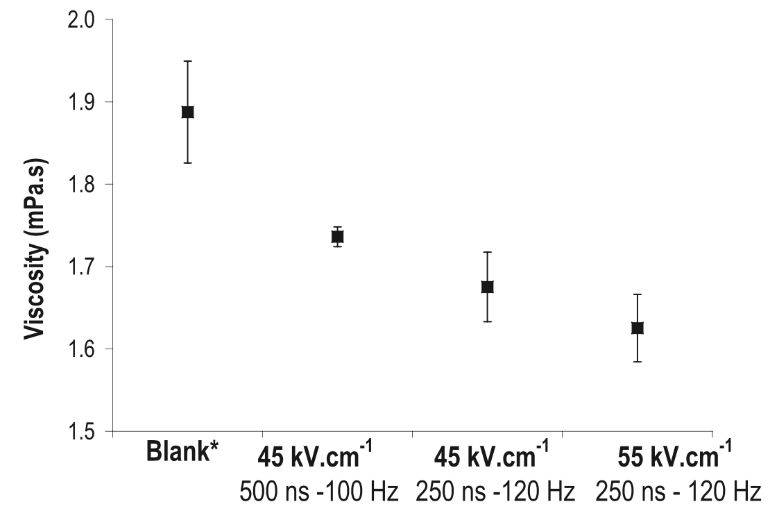 2.0
1.9
1.8
1.7
1.6
1.5
Viscosity (mPa.s)
Blank* 45 kV.cm⁻¹ 45 kV.cm⁻¹ 55 kV.cm⁻¹
500 ns -100 Hz 250 ns -120 Hz 250 ns - 120 Hz